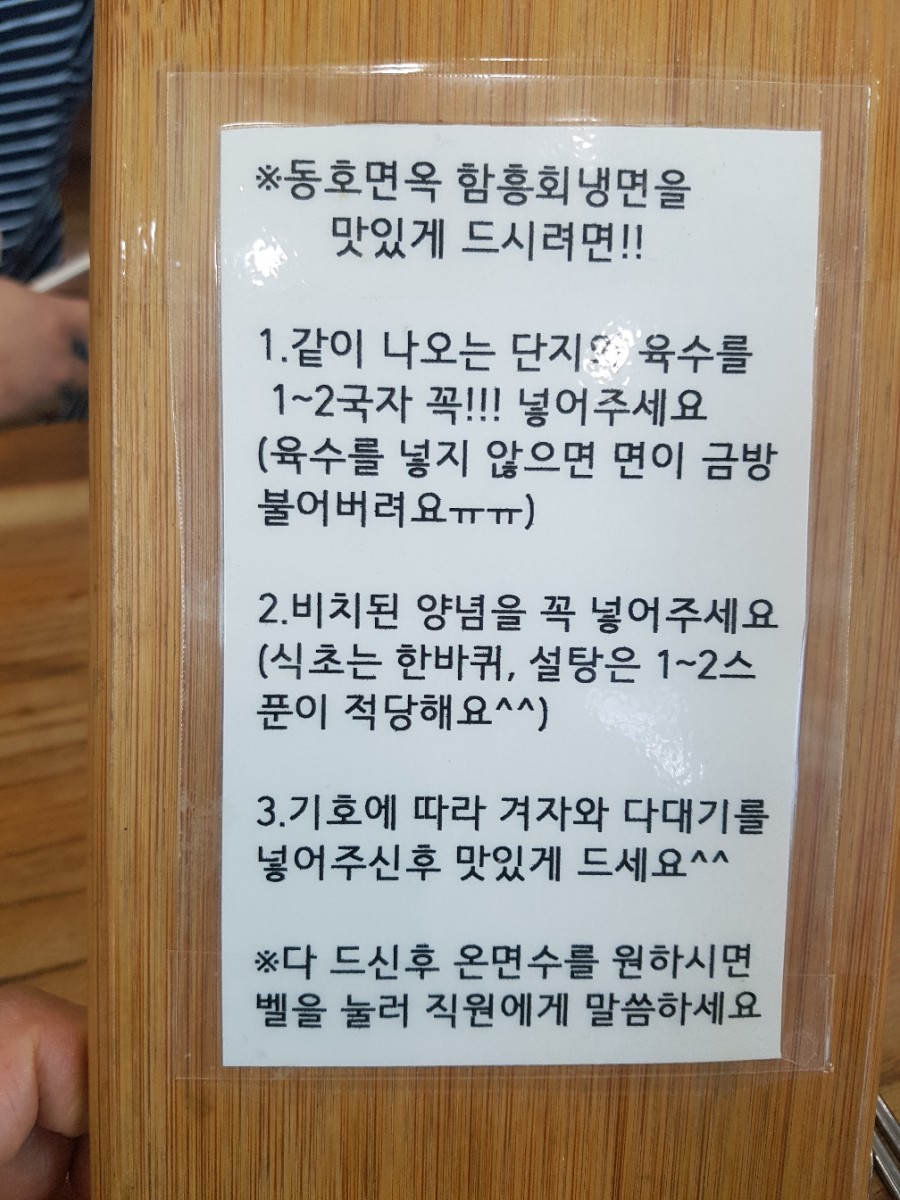 ※동호면옥 함흥회냉면을
맛있게 드시려면!!
1.같이 나오는 단지의 육수를
1~2국자 꼭!!! 넣어주세요
(육수를 넣지 않으면 면이 금방
불어버려요ㅠㅠ)
2.비치된 양념을 꼭 넣어주세요
(식초는 한바퀴, 설탕은 1~2스
푼이 적당해요^^)
3.기호에 따라 겨자와 다대기를
넣어주신후 맛있게 드세요^^
※다 드신후 온면수를 원하시면
벨을 눌러 직원에게 말씀하세요